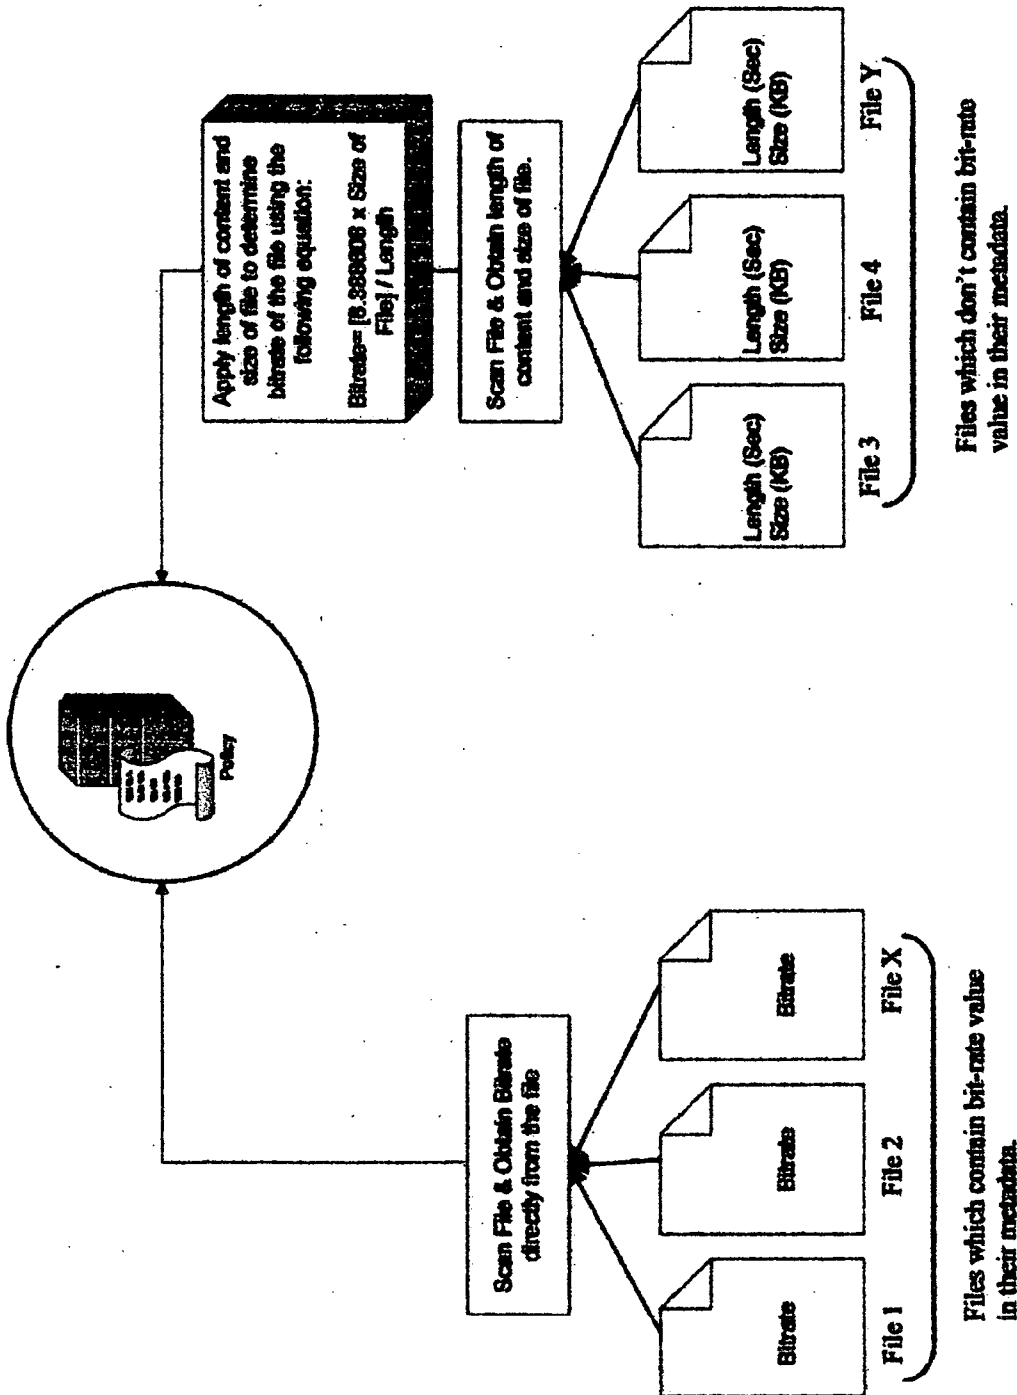 Policy
Apply length of content and
size of file to determine
bitrate of the file using the
following equation:
Bitrate= [8.388608 x Size of
File] / Length
Scan File & Obtain Bitrate
directly from the file
Scan File & Obtain length of
content and size of file.
Bitrate
Bitrate
Bitrate
Length (Sec)
Size (KB)
Length (Sec)
Size (KB)
Length (Sec)
Size (KB)
File 1
File 2
File X
File 3
File 4
File Y
Files which contain bit-rate value
in their metadata.
Files which don't contain bit-rate
value in their metadata.